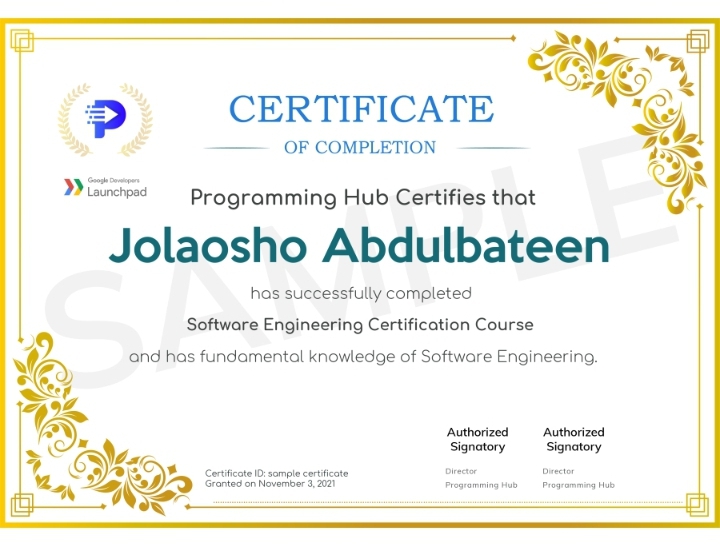 CERTIFICATE
OF COMPLETION
Google Developers
Launchpad
Programming Hub Certifies that
Jolaosho Abdulbateen
has successfully completed
Software Engineering Certification Course
and has fundamental knowledge of Software Engineering.
SAMPLE
Authorized Signatory
Authorized Signatory
Director
Programming Hub
Director
Programming Hub
Certificate ID: sample certificate
Granted on November 3, 2021